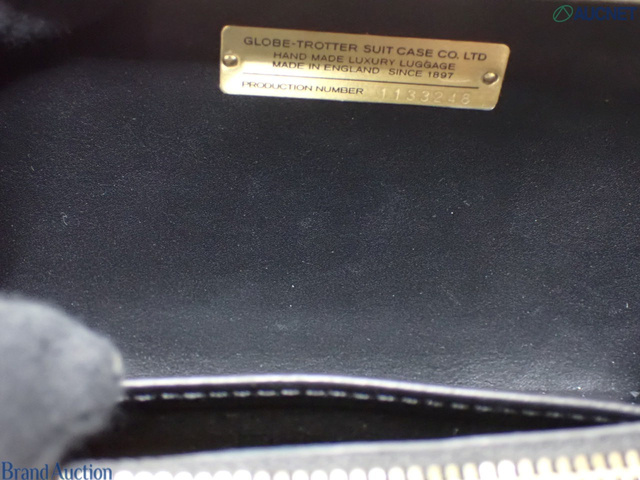 GLOBE-TROTTER SUIT CASE CO. LTD
HAND MADE LUXURY LUGGAGE
MADE IN ENGLAND SINCE 1897
PRODUCTION NUMBER 1133248
Brand Auction